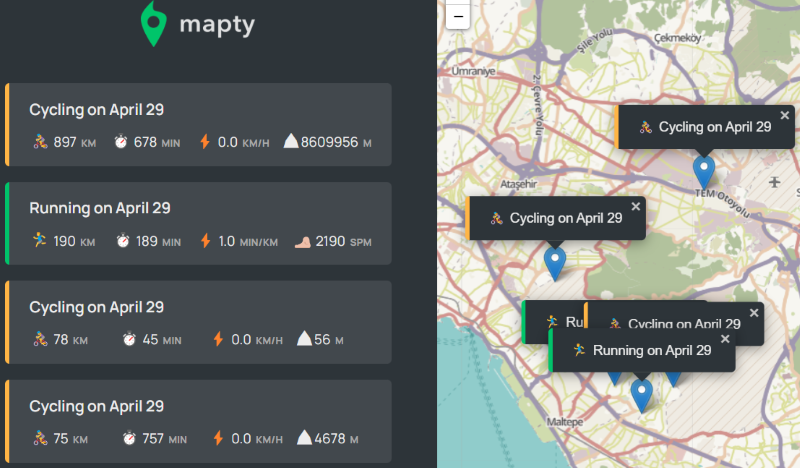 mapty
Cycling on April 29
897 KM 678 MIN 0.0 KM/H 8609956 M
Running on April 29
190 KM 189 MIN 1.0 MIN/KM 2190 SPM
Cycling on April 29
78 KM 45 MIN 0.0 KM/H 56 M
Cycling on April 29
75 KM 757 MIN 0.0 KM/H 4678 M
−
Şile Yolu
Çekmeköy
Ümraniye
2. Çevre Yolu
Cycling on April 29 ×
Ataşehir
TEM Otoyolu
Cycling on April 29 ×
Ru
Cycling on April 29 ×
Running on April 29 ×
Maltepe